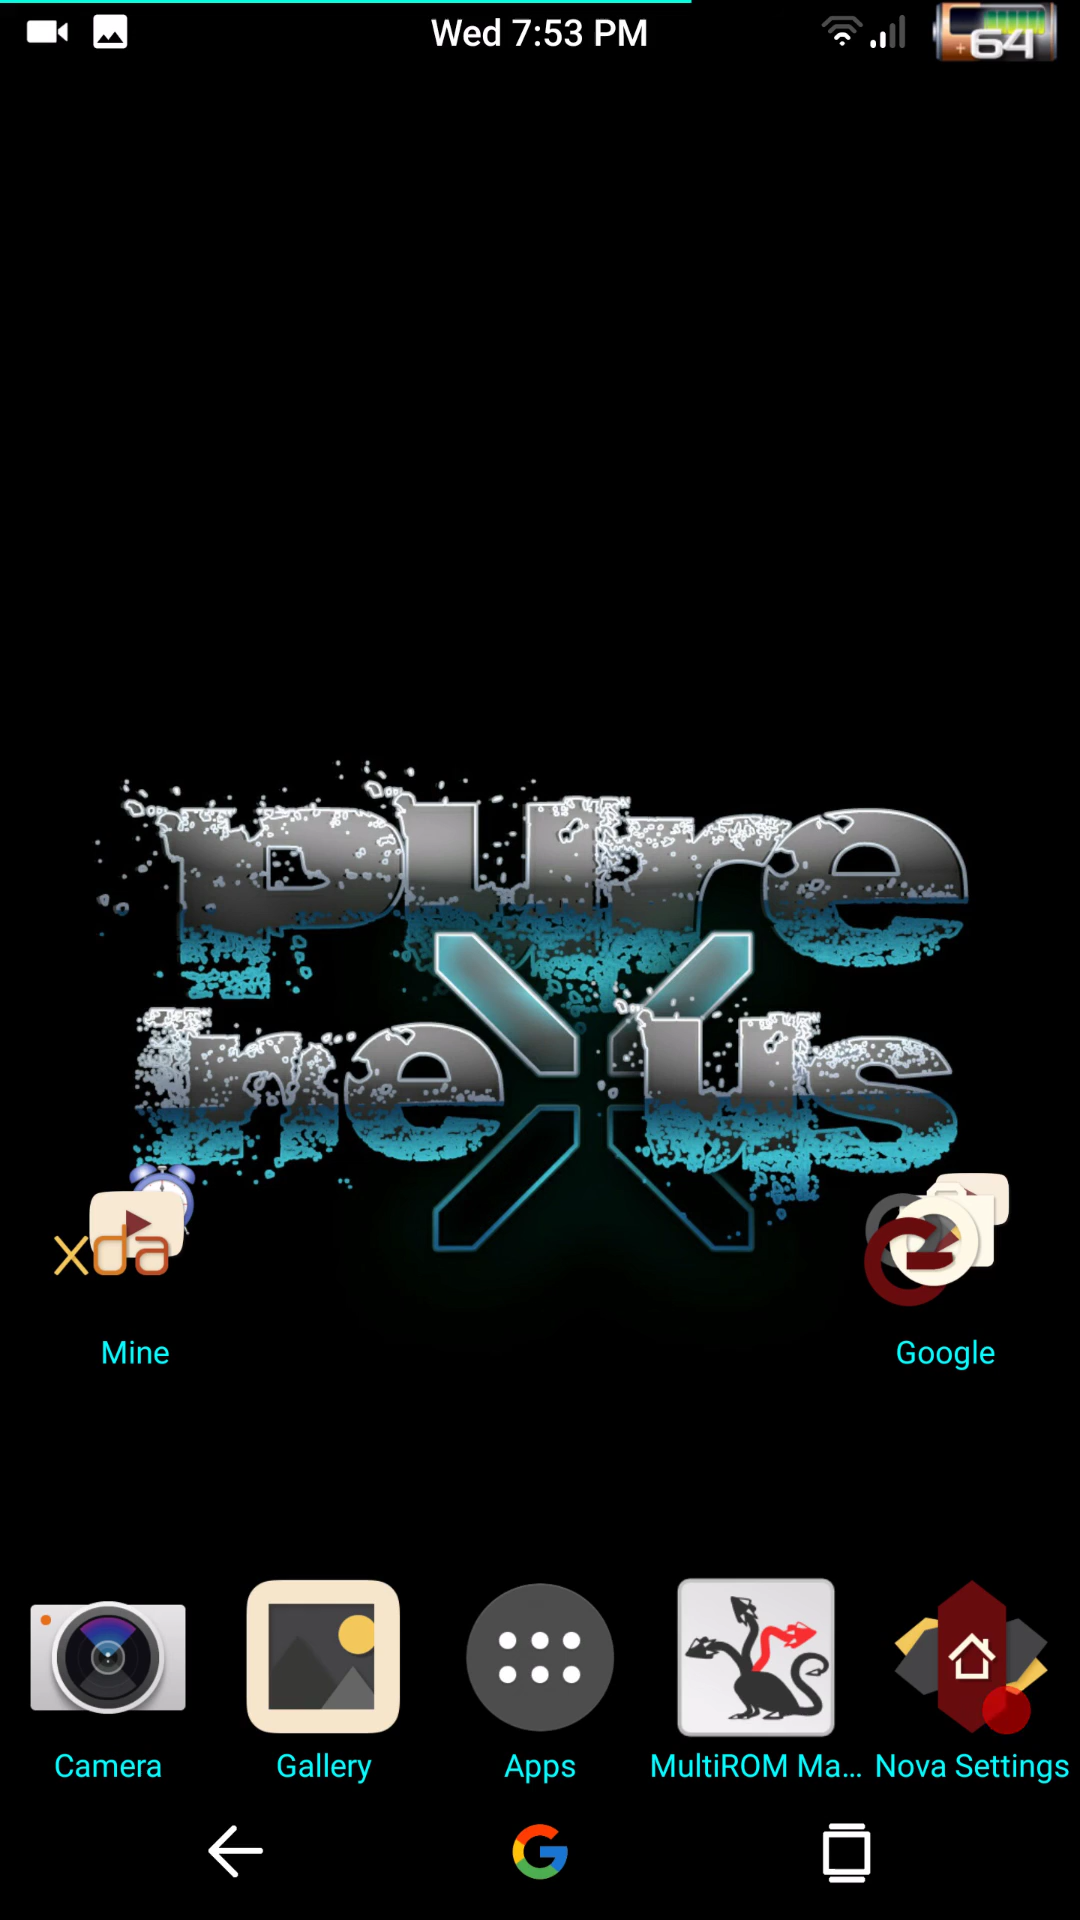 Wed 7:53 PM
64
pure
nexus
xda
Mine
Google
Camera
Gallery
Apps
MultiROM Ma...
Nova Settings